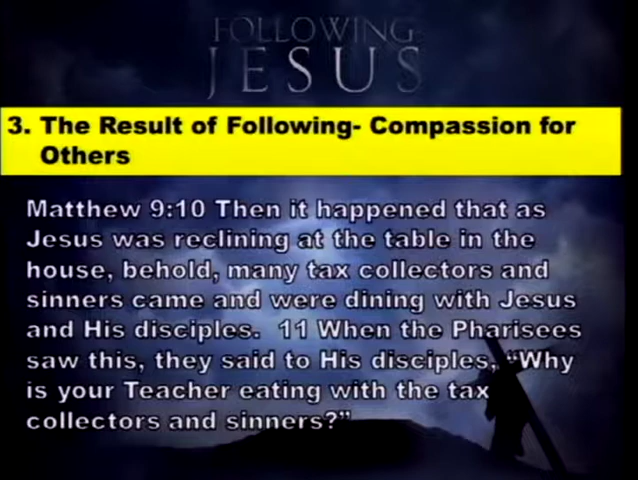 FOLLOWING
JESUS
3. The Result of Following- Compassion for
Others
Matthew 9:10 Then it happened that as
Jesus was reclining at the table in the
house, behold, many tax collectors and
sinners came and were dining with Jesus
and His disciples.  11 When the Pharisees
saw this, they said to His disciples, “Why
is your Teacher eating with the tax
collectors and sinners?”